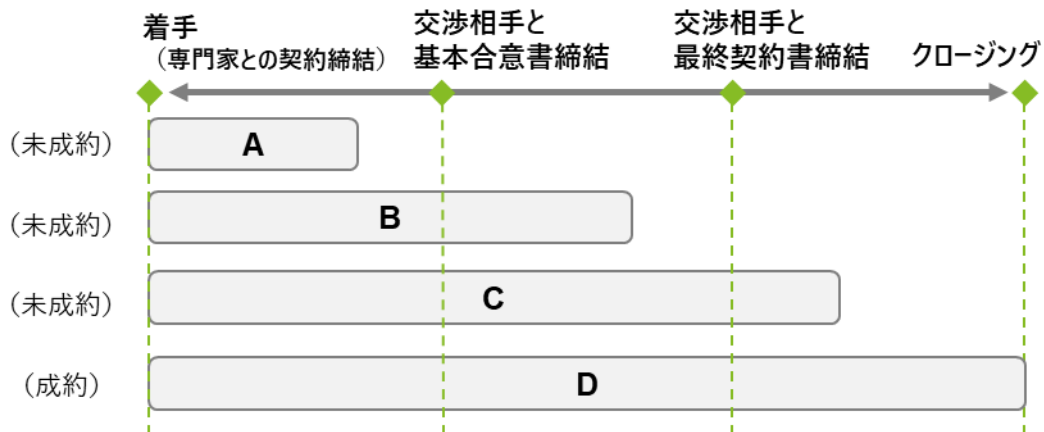 着手
（専門家との契約締結）
交渉相手と
基本合意書締結
交渉相手と
最終契約書締結
クロージング
（未成約）
A
（未成約）
B
（未成約）
C
（成約）
D